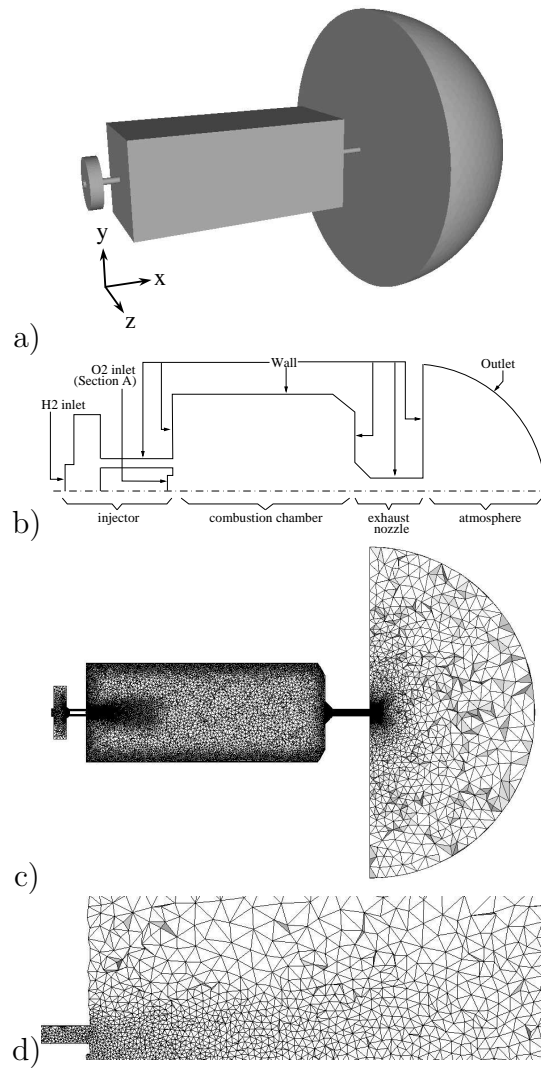 y
x
z
a)
Wall
O2 inlet
(Section A)
Outlet
H2 inlet
injector
combustion chamber
exhaust
nozzle
atmosphere
b)
c)
d)